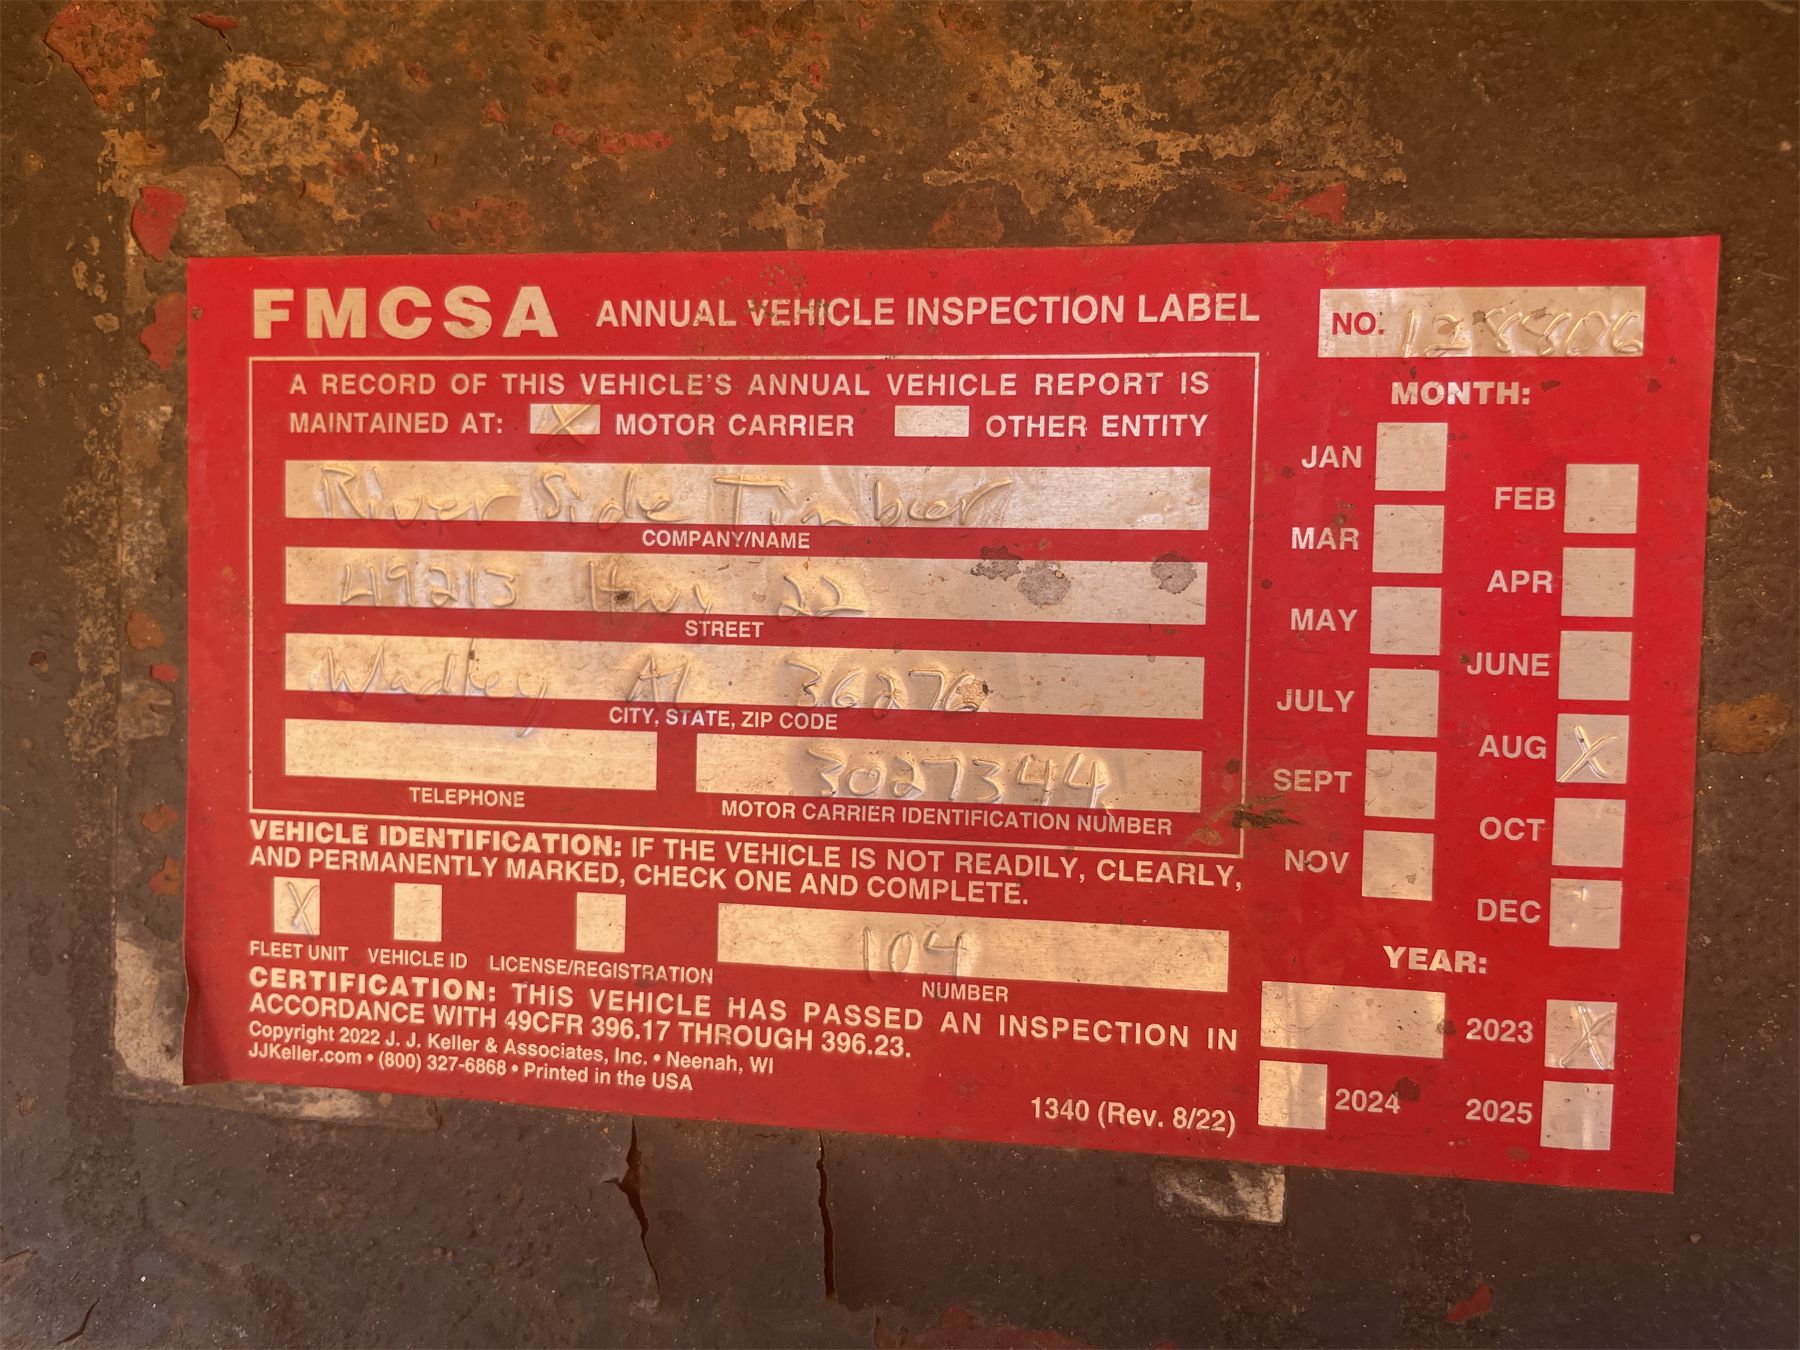 FMCSA ANNUAL VEHICLE INSPECTION LABEL
NO. 128806
A RECORD OF THIS VEHICLE'S ANNUAL VEHICLE REPORT IS
MAINTAINED AT: X MOTOR CARRIER OTHER ENTITY
River Side Timber
COMPANY/NAME
49213 Hwy 22
STREET
Wadley AL 36276
CITY, STATE, ZIP CODE
3027344
TELEPHONE MOTOR CARRIER IDENTIFICATION NUMBER
VEHICLE IDENTIFICATION: IF THE VEHICLE IS NOT READILY, CLEARLY,
AND PERMANENTLY MARKED, CHECK ONE AND COMPLETE.
X 104
FLEET UNIT VEHICLE ID LICENSE/REGISTRATION NUMBER
CERTIFICATION: THIS VEHICLE HAS PASSED AN INSPECTION IN
ACCORDANCE WITH 49CFR 396.17 THROUGH 396.23.
Copyright 2022 J. J. Keller & Associates, Inc. • Neenah, WI
JJKeller.com • (800) 327-6868 • Printed in the USA
1340 (Rev. 8/22)
MONTH:
JAN
FEB
MAR
APR
MAY
JUNE
JULY
AUG X
SEPT
OCT
NOV
DEC
YEAR:
2023 X
2024
2025